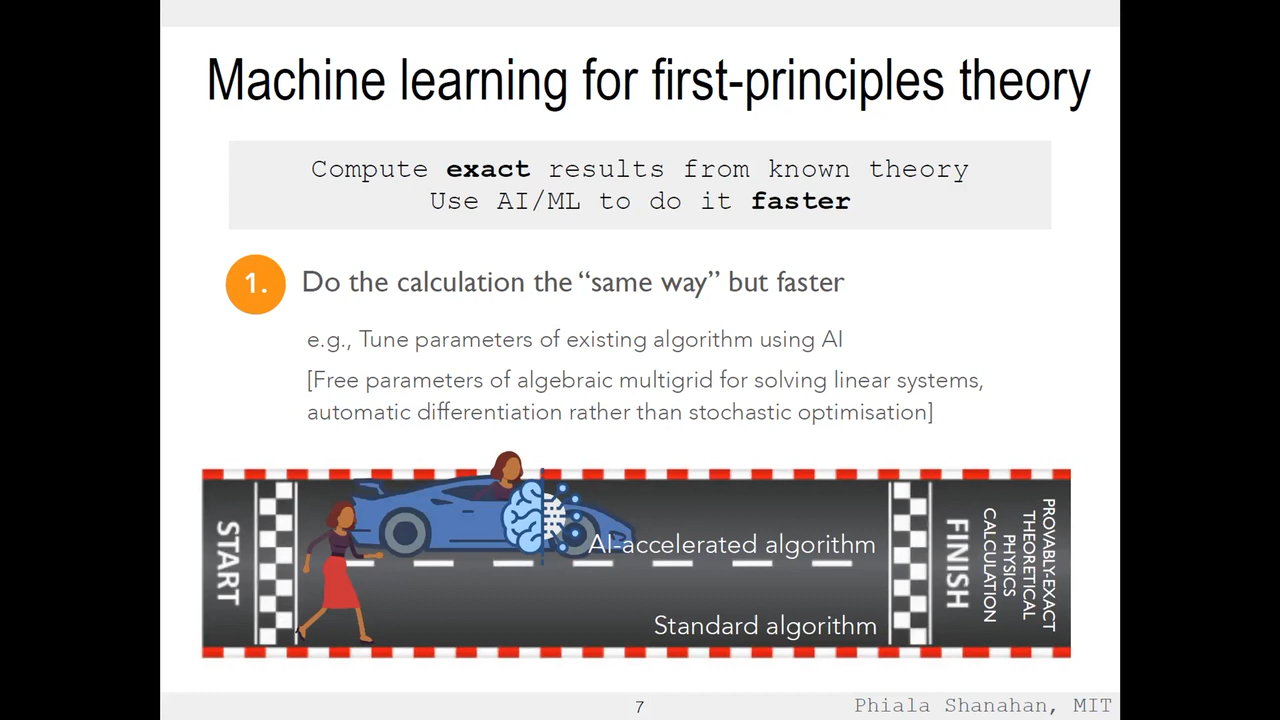 Machine learning for first-principles theory
Compute exact results from known theory
Use AI/ML to do it faster
1. Do the calculation the “same way” but faster
e.g., Tune parameters of existing algorithm using AI
[Free parameters of algebraic multigrid for solving linear systems,
automatic differentiation rather than stochastic optimisation]
START
AI-accelerated algorithm
Standard algorithm
FINISH
PROVABLY-EXACT
THEORETICAL
PHYSICS
CALCULATION
7
Phiala Shanahan, MIT